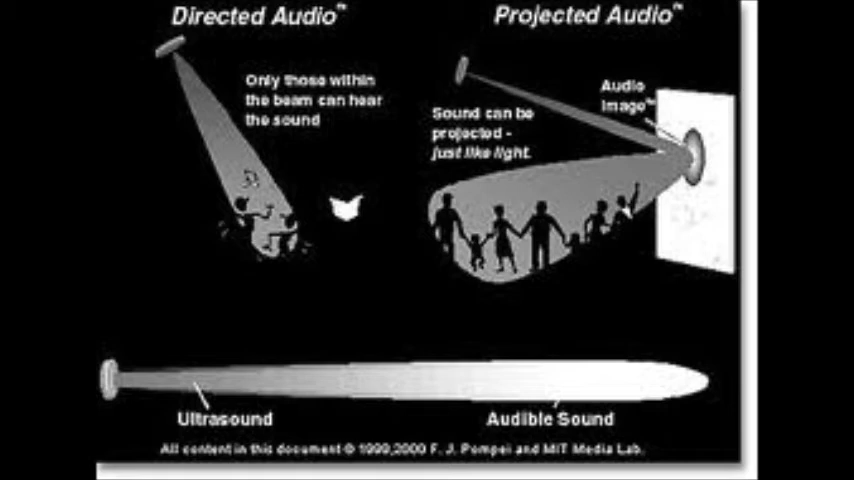 Directed Audio™
Only those within
the beam can hear
the sound
Projected Audio™
Audio
Image™
Sound can be
projected -
just like light.
Ultrasound
Audible Sound
All content in this document © 1999,2000 F. J. Pompei and MIT Media Lab.